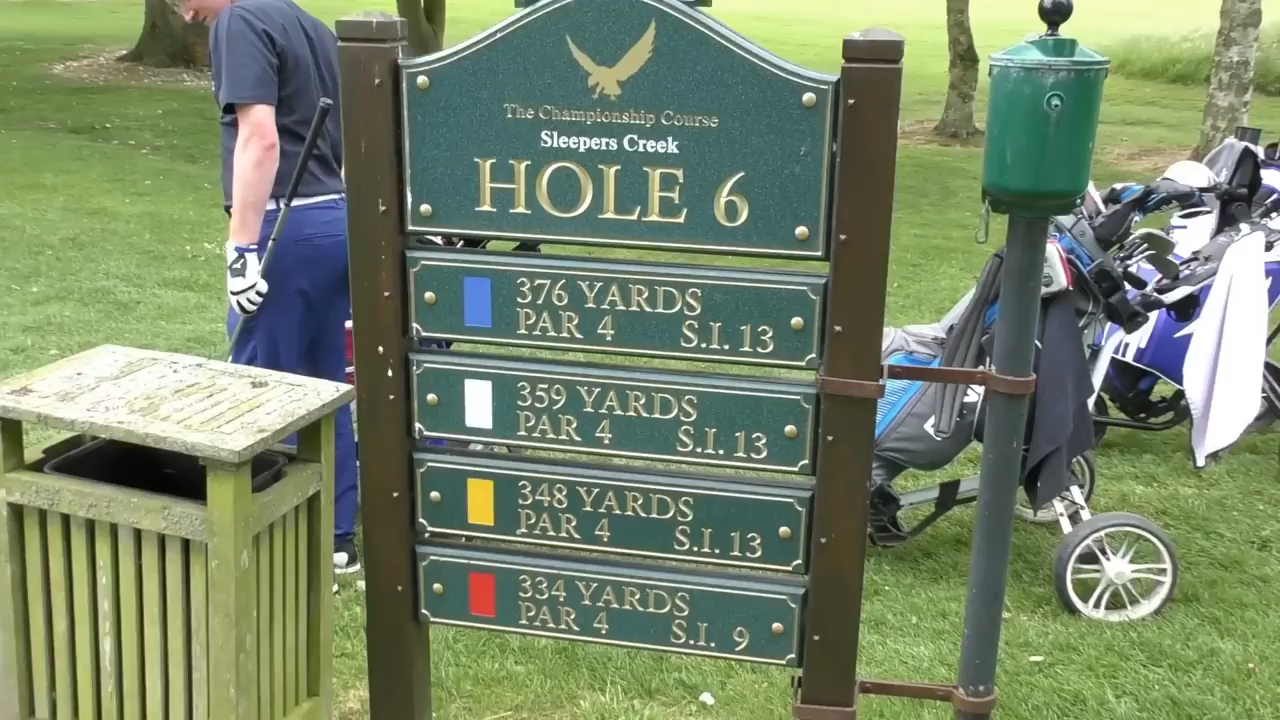 The Championship Course
Sleepers Creek
HOLE 6
376 YARDS
PAR 4 S.I. 13
359 YARDS
PAR 4 S.I. 13
348 YARDS
PAR 4 S.I. 13
334 YARDS
PAR 4 S.I. 9